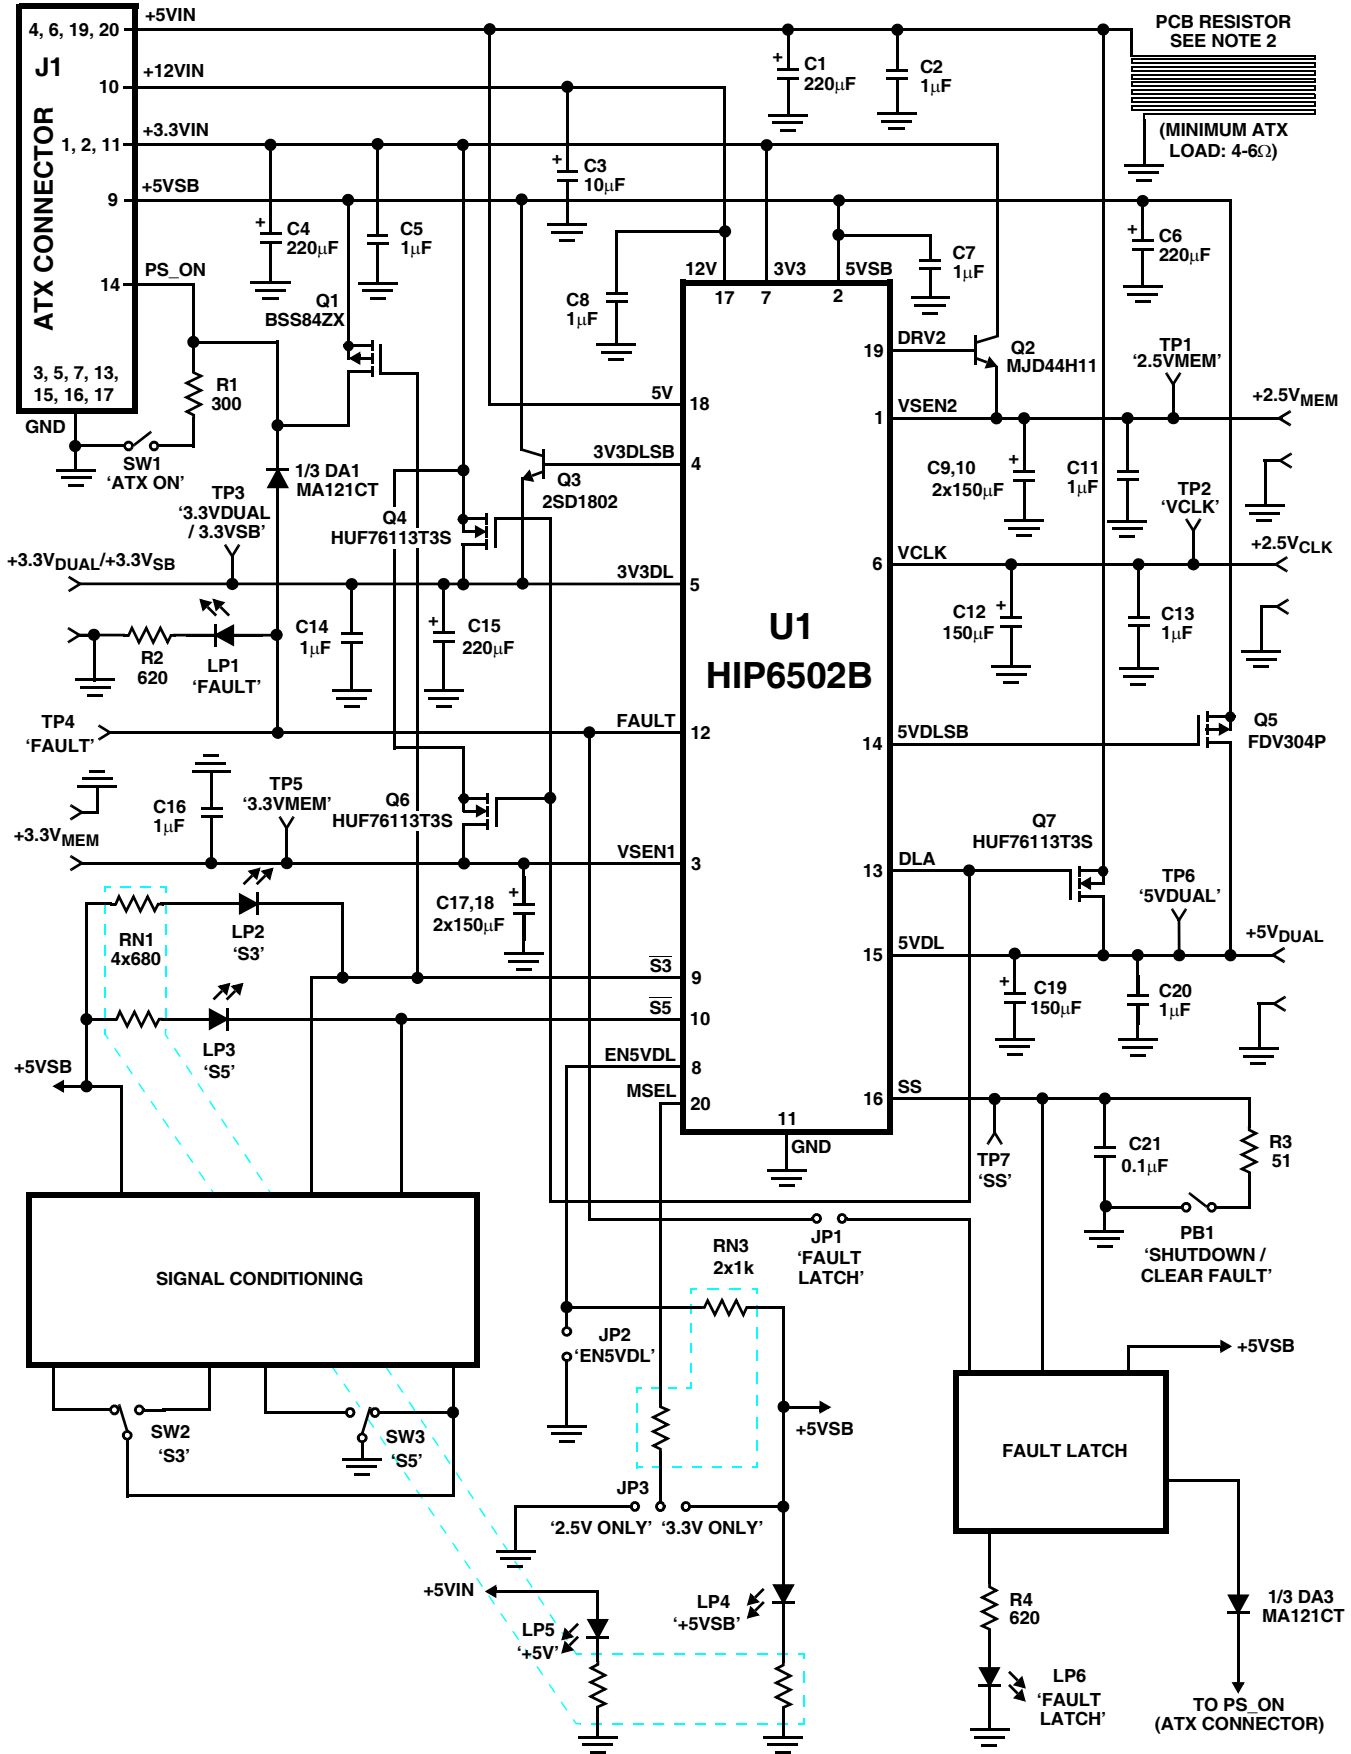 +5VIN
4, 6, 19, 20
J1
ATX CONNECTOR
+12VIN
10
+3.3VIN
1, 2, 11
+5VSB
9
PS_ON
14
3, 5, 7, 13,
15, 16, 17
GND
R1
300
SW1
‘ATX ON’
C4
220µF
C5
1µF
C3
10µF
C1
220µF
C2
1µF
PCB RESISTOR
SEE NOTE 2
(MINIMUM ATX
LOAD: 4-6Ω)
C6
220µF
C7
1µF
C8
1µF
Q1
BSS84ZX
12V
17
3V3
7
5VSB
2
19
DRV2
Q2
MJD44H11
TP1
‘2.5VMEM’
+2.5VMEM
5V
18
1
VSEN2
3V3DLSB
4
Q3
2SD1802
1/3 DA1
MA121CT
TP3
‘3.3VDUAL
/ 3.3VSB’
Q4
HUF76113T3S
C9,10
2x150µF
C11
1µF
TP2
‘VCLK’
+2.5VCLK
+3.3VDUAL/+3.3VSB
3V3DL
5
6
VCLK
U1
HIP6502B
C14
1µF
C15
220µF
C12
150µF
C13
1µF
R2
620
LP1
‘FAULT’
TP4
‘FAULT’
FAULT
12
14
5VDLSB
Q5
FDV304P
C16
1µF
TP5
‘3.3VMEM’
Q6
HUF76113T3S
+3.3VMEM
VSEN1
3
Q7
HUF76113T3S
13
DLA
TP6
‘5VDUAL’
RN1
4x680
LP2
‘S3’
C17,18
2x150µF
15
5VDL
+5VDUAL
S3
9
C19
150µF
C20
1µF
S5
10
LP3
‘S5’
+5VSB
EN5VDL
8
MSEL
20
16
SS
11
GND
TP7
‘SS’
C21
0.1µF
R3
51
PB1
‘SHUTDOWN /
CLEAR FAULT’
SIGNAL CONDITIONING
RN3
2x1k
JP1
‘FAULT
LATCH’
JP2
‘EN5VDL’
+5VSB
SW2
‘S3’
SW3
‘S5’
+5VSB
FAULT LATCH
JP3
‘2.5V ONLY’ ‘3.3V ONLY’
+5VIN
LP5
‘+5V’
LP4
‘+5VSB’
R4
620
1/3 DA3
MA121CT
LP6
‘FAULT
LATCH’
TO PS_ON
(ATX CONNECTOR)